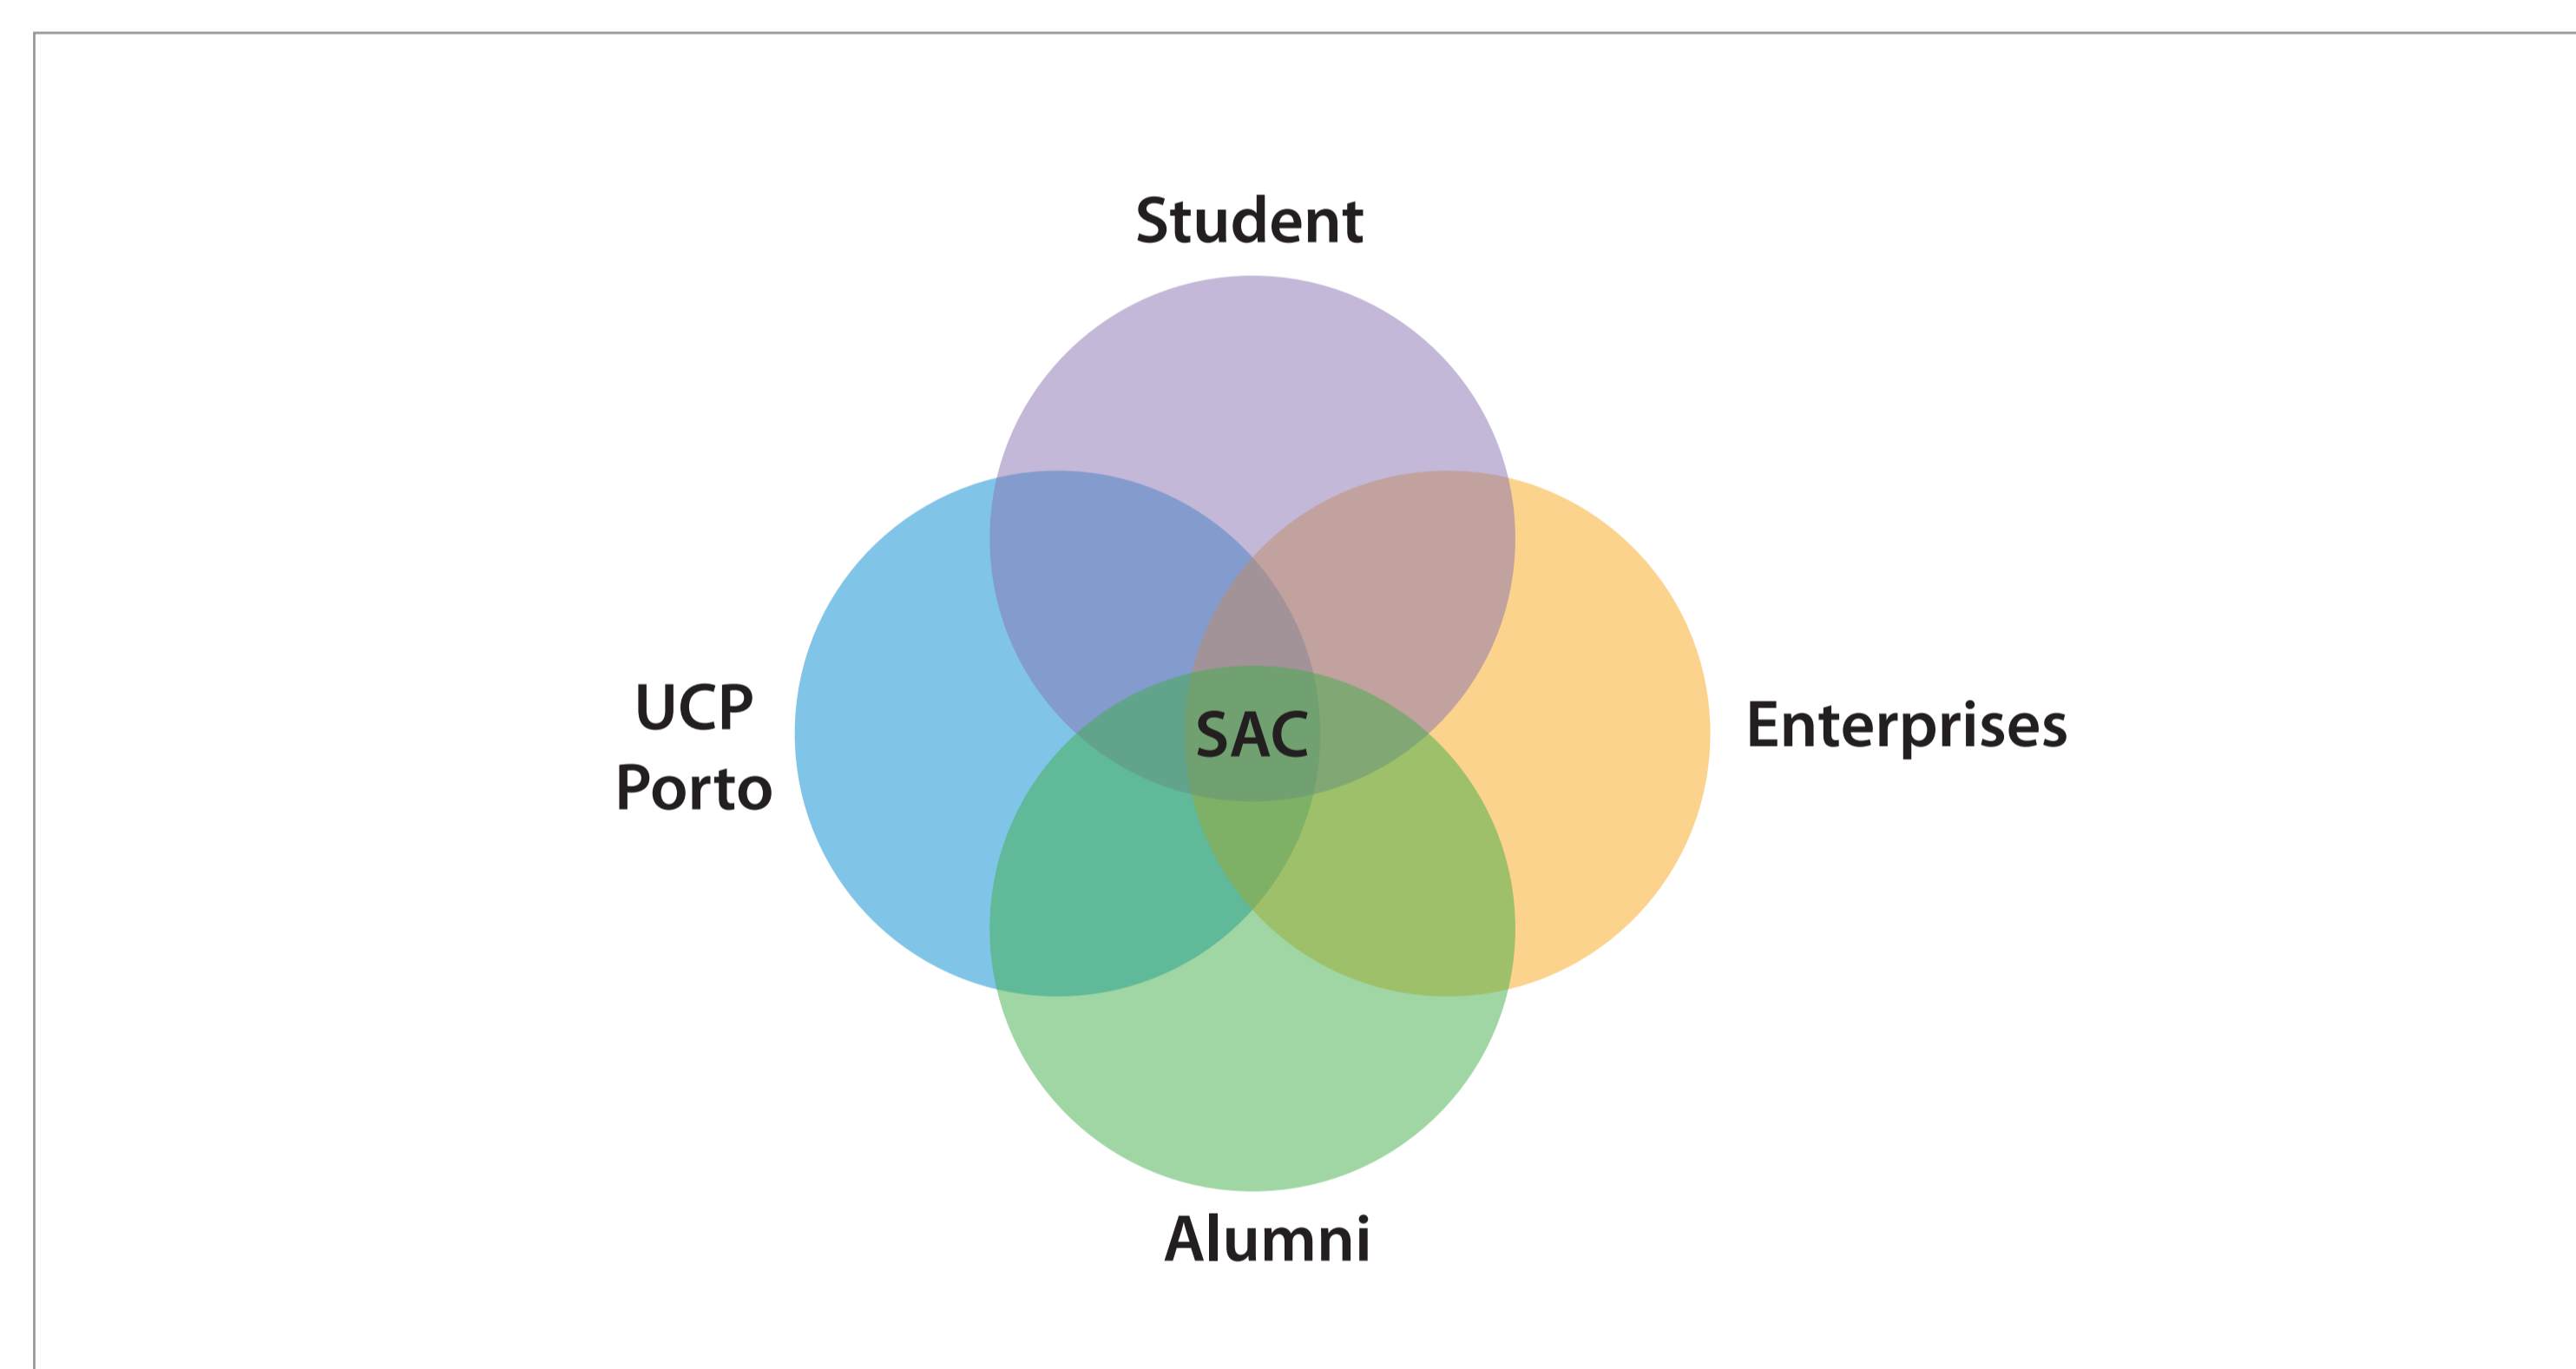 Student
UCP
Porto
SAC
Enterprises
Alumni